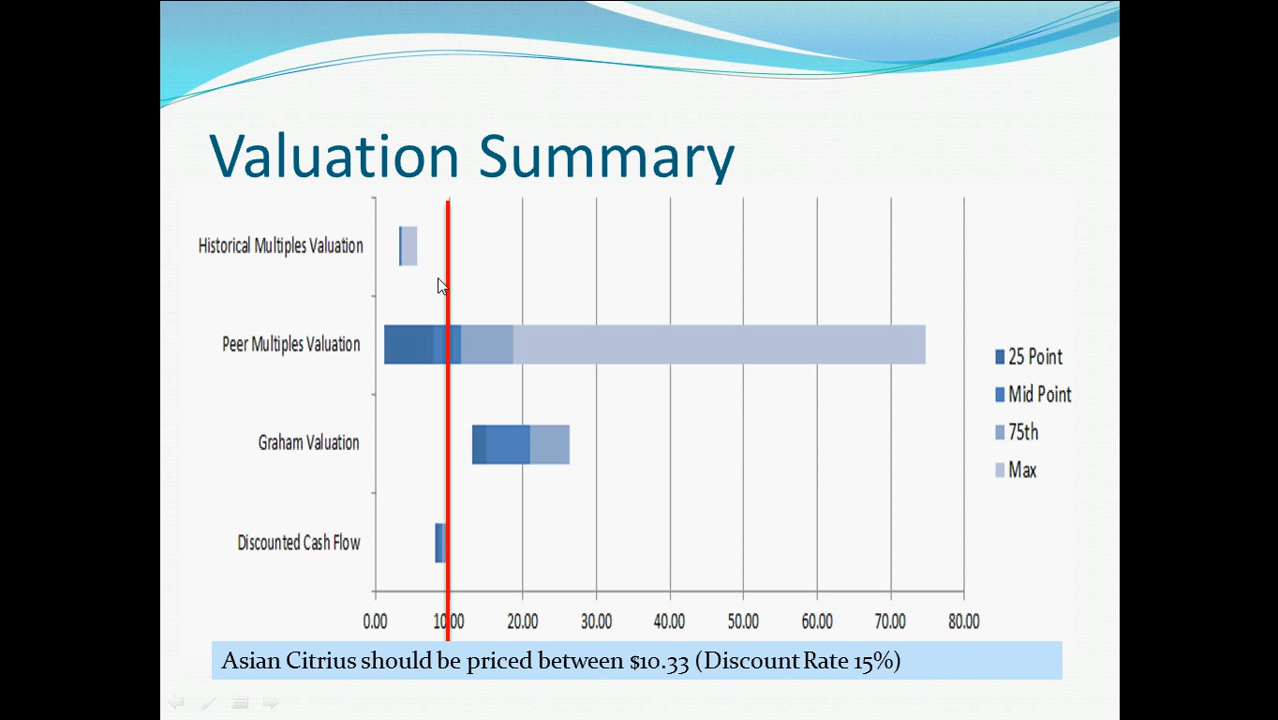 Valuation Summary
Historical Multiples Valuation
Peer Multiples Valuation
Graham Valuation
Discounted Cash Flow
25 Point
Mid Point
75th
Max
0.00 10.00 20.00 30.00 40.00 50.00 60.00 70.00 80.00
Asian Citrius should be priced between $10.33 (Discount Rate 15%)